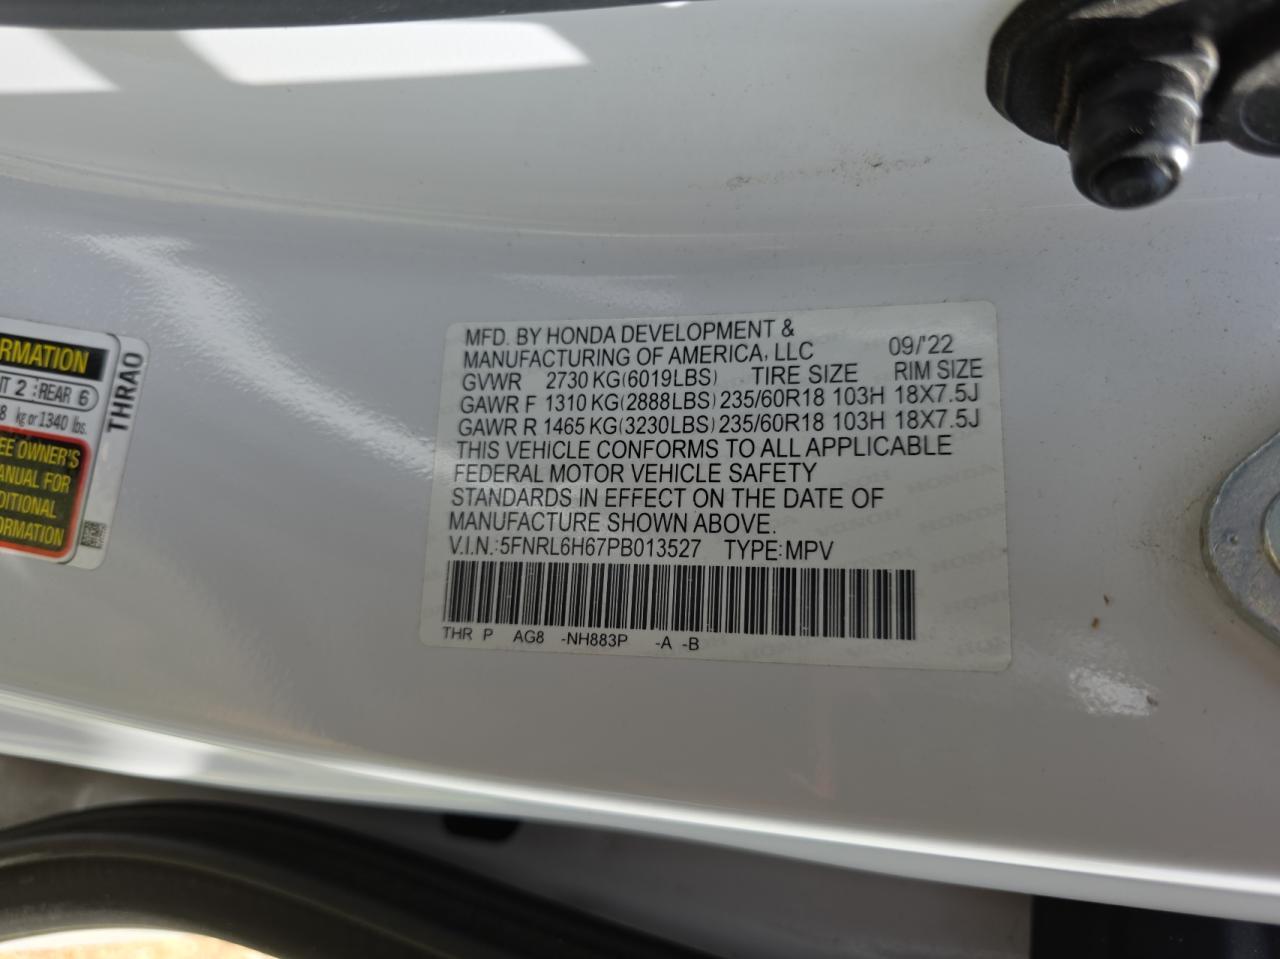 RMATION
T 2 : REAR 6
8 kg or 1340 lbs.
EE OWNER'S
ANUAL FOR
DITIONAL
ORMATION
THRA0
MFD. BY HONDA DEVELOPMENT &
MANUFACTURING OF AMERICA, LLC 09/'22
GVWR 2730 KG(6019LBS) TIRE SIZE RIM SIZE
GAWR F 1310 KG(2888LBS) 235/60R18 103H 18X7.5J
GAWR R 1465 KG(3230LBS) 235/60R18 103H 18X7.5J
THIS VEHICLE CONFORMS TO ALL APPLICABLE
FEDERAL MOTOR VEHICLE SAFETY
STANDARDS IN EFFECT ON THE DATE OF
MANUFACTURE SHOWN ABOVE.
V.I.N.:5FNRL6H67PB013527 TYPE:MPV
THR P AG8 -NH883P -A -B